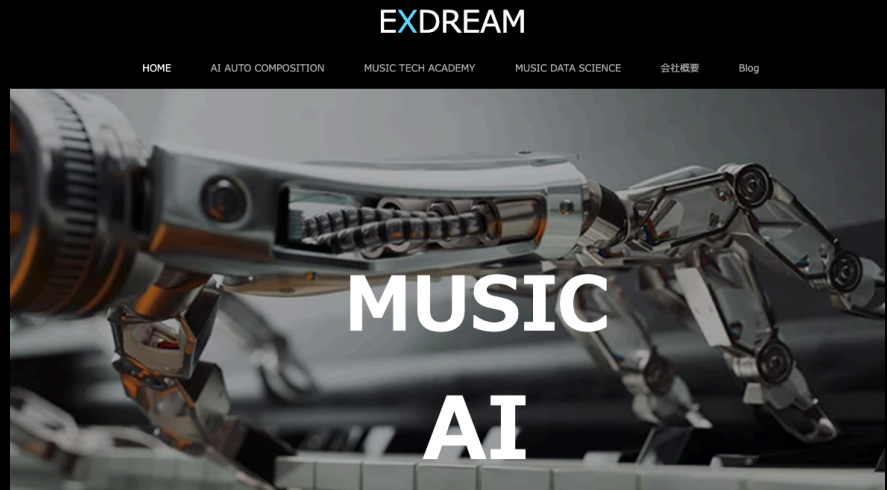 EXDREAM
HOME AI AUTO COMPOSITION MUSIC TECH ACADEMY MUSIC DATA SCIENCE 会社概要 Blog
MUSIC
AI